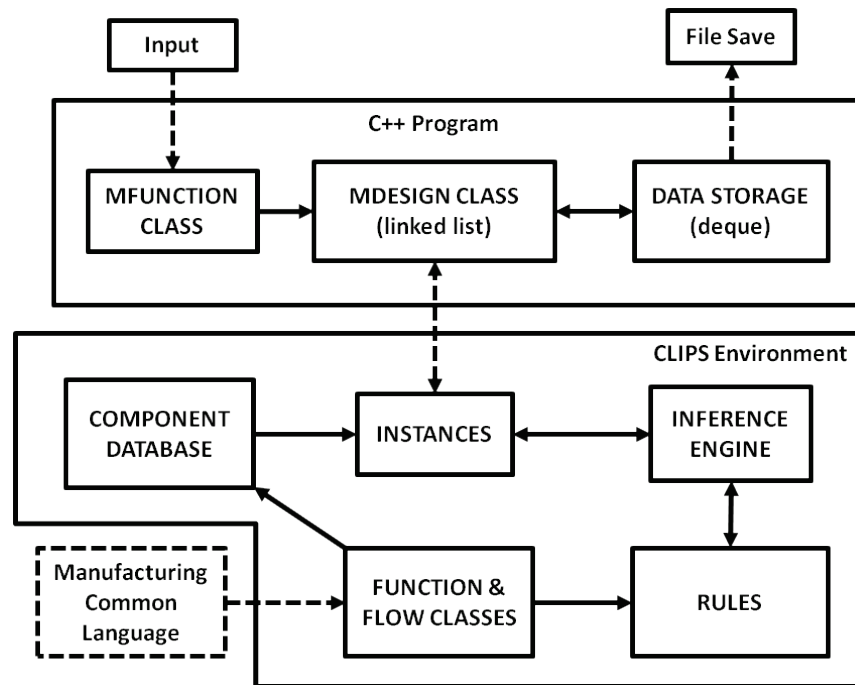 Input
File Save
C++ Program
MFUNCTION
CLASS
MDESIGN CLASS
(linked list)
DATA STORAGE
(deque)
CLIPS Environment
COMPONENT
DATABASE
INSTANCES
INFERENCE
ENGINE
Manufacturing
Common
Language
FUNCTION &
FLOW CLASSES
RULES